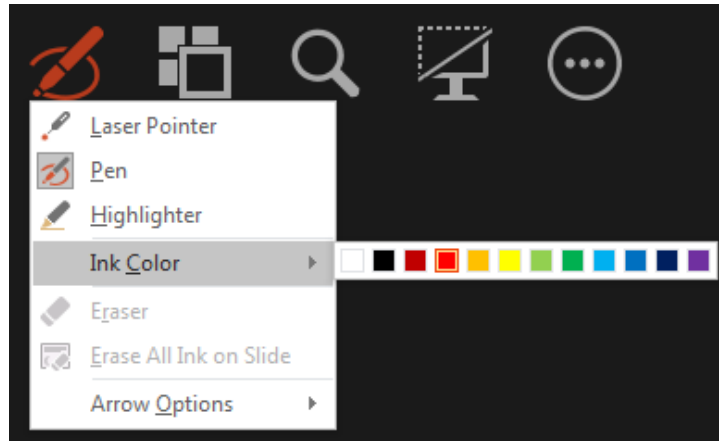 Laser Pointer
Pen
Highlighter
Ink Color
Eraser
Erase All Ink on Slide
Arrow Options